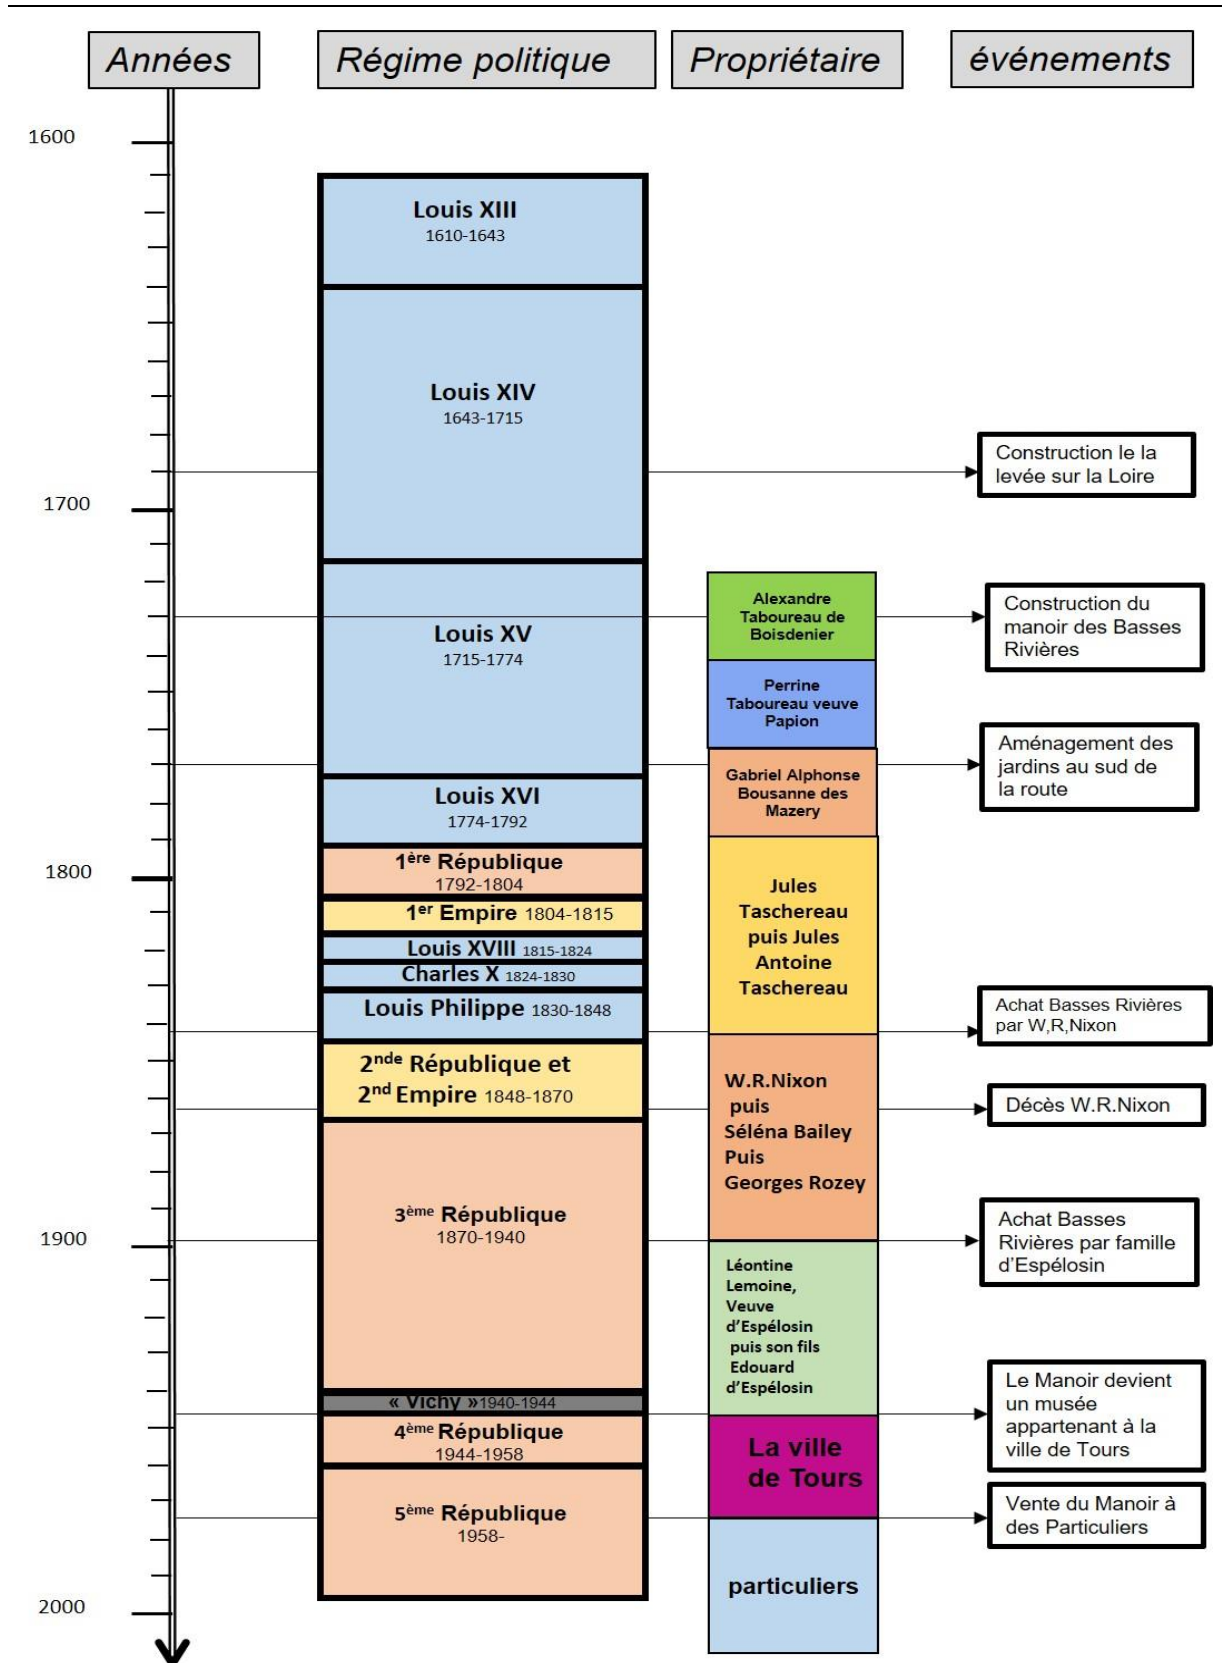 Années
Régime politique
Propriétaire
événements
1600
1700
1800
1900
2000
Louis XIII
1610-1643
Louis XIV
1643-1715
Louis XV
1715-1774
Louis XVI
1774-1792
1ère République
1792-1804
1er Empire 1804-1815
Louis XVIII 1815-1824
Charles X 1824-1830
Louis Philippe 1830-1848
2nde République et
2nd Empire 1848-1870
3ème République
1870-1940
« Vichy »1940-1944
4ème République
1944-1958
5ème République
1958-
Alexandre
Taboureau de
Boisdenier
Perrine
Taboureau veuve
Papion
Gabriel Alphonse
Bousanne des
Mazery
Jules
Taschereau
puis Jules
Antoine
Taschereau
W.R.Nixon
puis
Séléna Bailey
Puis
Georges Rozey
Léontine
Lemoine,
Veuve
d'Espélosin
puis son fils
Edouard
d'Espélosin
La ville
de Tours
particuliers
Construction le la
levée sur la Loire
Construction du
manoir des Basses
Rivières
Aménagement des
jardins au sud de
la route
Achat Basses Rivières
par W,R,Nixon
Décès W.R.Nixon
Achat Basses
Rivières par famille
d'Espélosin
Le Manoir devient
un musée
appartenant à la
ville de Tours
Vente du Manoir à
des Particuliers